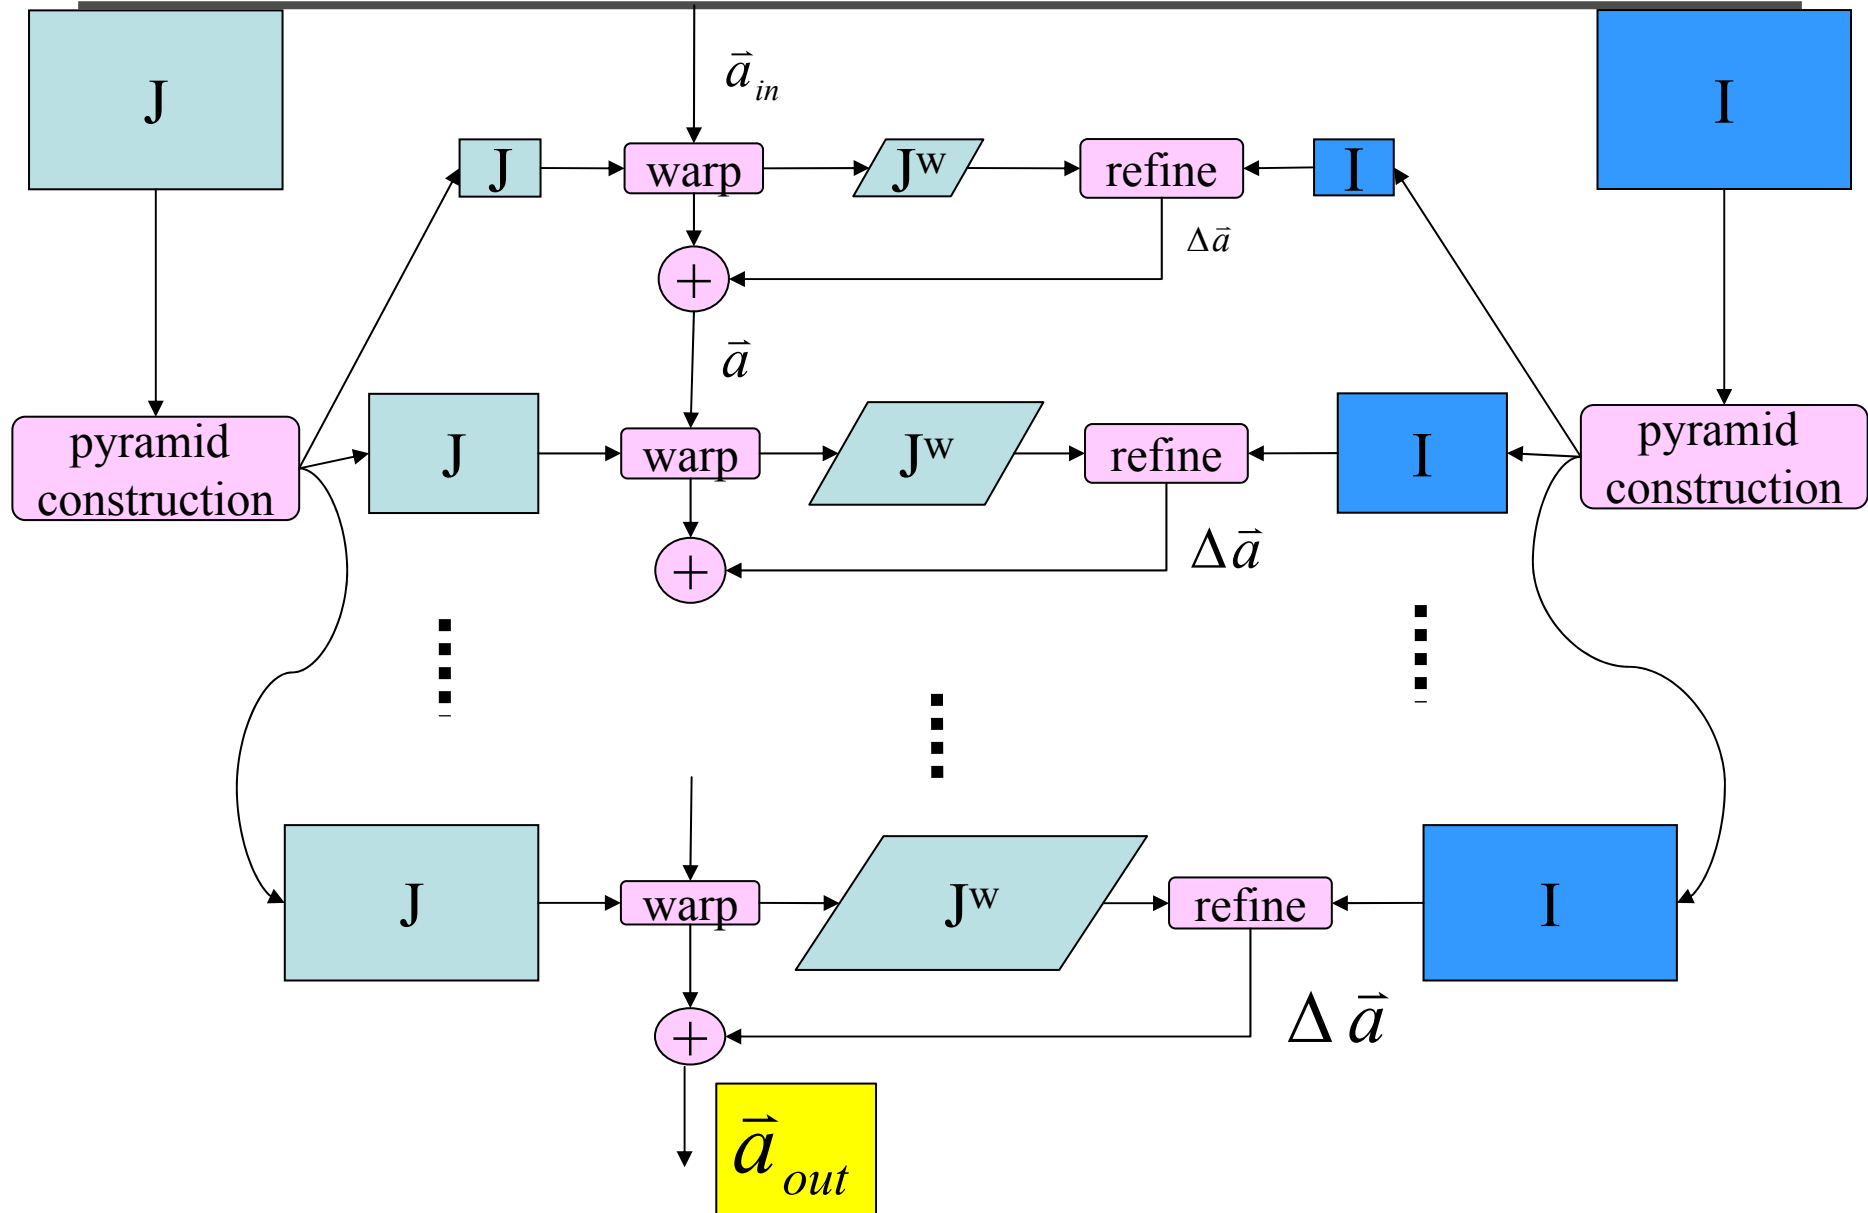 J
I
a⃗ in
J
warp
Jᵂ
refine
I
Δa⃗
+
a⃗
pyramid
construction
J
warp
Jᵂ
refine
I
pyramid
construction
Δa⃗
+
J
warp
Jᵂ
refine
I
Δ a⃗
+
a⃗ out